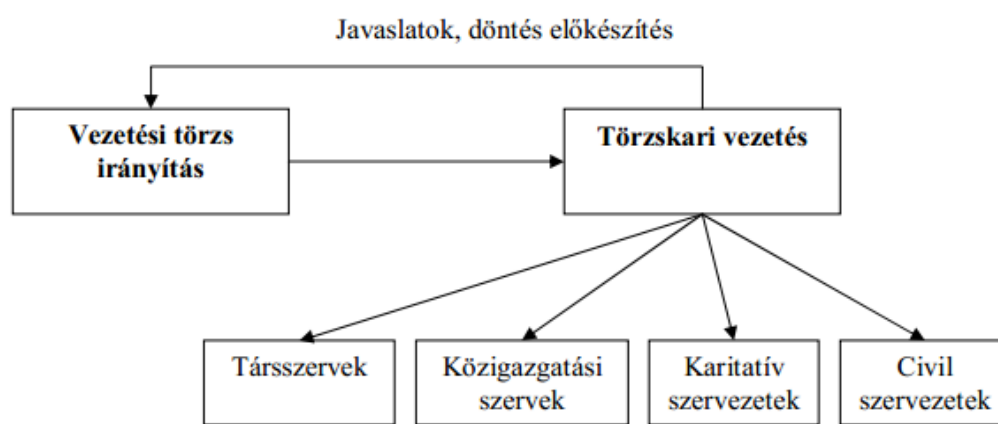 Javaslatok, döntés előkészítés
Vezetési törzs
irányítás
Törzskari vezetés
Társszervek
Közigazgatási
szervek
Karitatív
szervezetek
Civil
szervezetek